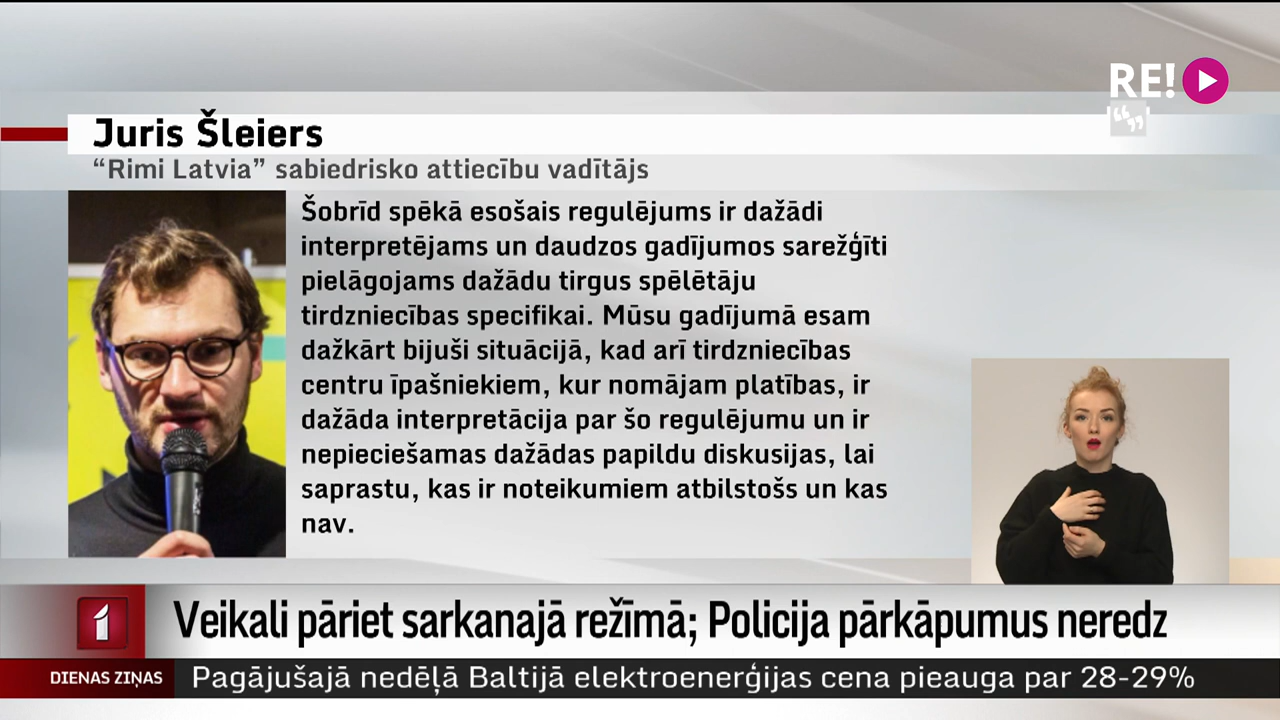 RE!
Juris Šleiers
“Rimi Latvia” sabiedrisko attiecību vadītājs
Šobrīd spēkā esošais regulējums ir dažādi
interpretējams un daudzos gadījumos sarežģīti
pielāgojams dažādu tirgus spēlētāju
tirdzniecības specifikai. Mūsu gadījumā esam
dažkārt bijuši situācijā, kad arī tirdzniecības
centru īpašniekiem, kur nomājam platības, ir
dažāda interpretācija par šo regulējumu un ir
nepieciešamas dažādas papildu diskusijas, lai
saprastu, kas ir noteikumiem atbilstošs un kas
nav.
1
Veikali pāriet sarkanajā režīmā; Policija pārkāpumus neredz
DIENAS ZIŅAS
Pagājušajā nedēļā Baltijā elektroenerģijas cena pieauga par 28-29%